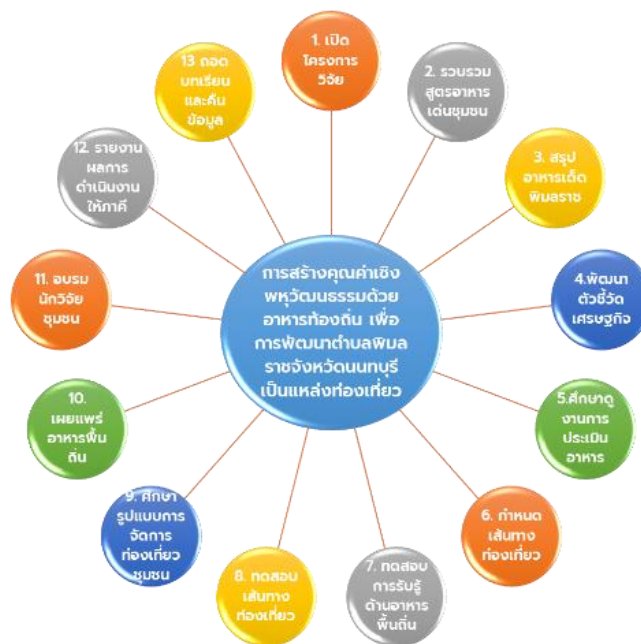 1. เปิด
โครงการ
วิจัย
2. รวบรวม
สูตรอาหาร
เด่นชุมชน
3. สรุป
อาหารเด็ด
พิมลราช
4.พัฒนา
ตัวชี้วัด
เศรษฐกิจ
5.ศึกษาดู
งานการ
ประเมิน
อาหาร
6. กำหนด
เส้นทาง
ท่องเที่ยว
7. ทดสอบ
การรับรู้
ด้านอาหาร
พื้นถิ่น
8. ทดสอบ
เส้นทาง
ท่องเที่ยว
9. ศึกษา
รูปแบบการ
จัดการ
ท่องเที่ยว
ชุมชน
10.
เผยแพร่
อาหารพื้น
ถิ่น
11. อบรม
นักวิจัย
ชุมชน
12. รายงาน
ผลการ
ดำเนินงาน
ให้ภาคี
13 ถอด
บทเรียน
และคืน
ข้อมูล
การสร้างคุณค่าเชิง
พหุวัฒนธรรมด้วย
อาหารท้องถิ่น เพื่อ
การพัฒนาตำบลพิมล
ราชจังหวัดนนทบุรี
เป็นแหล่งท่องเที่ยว